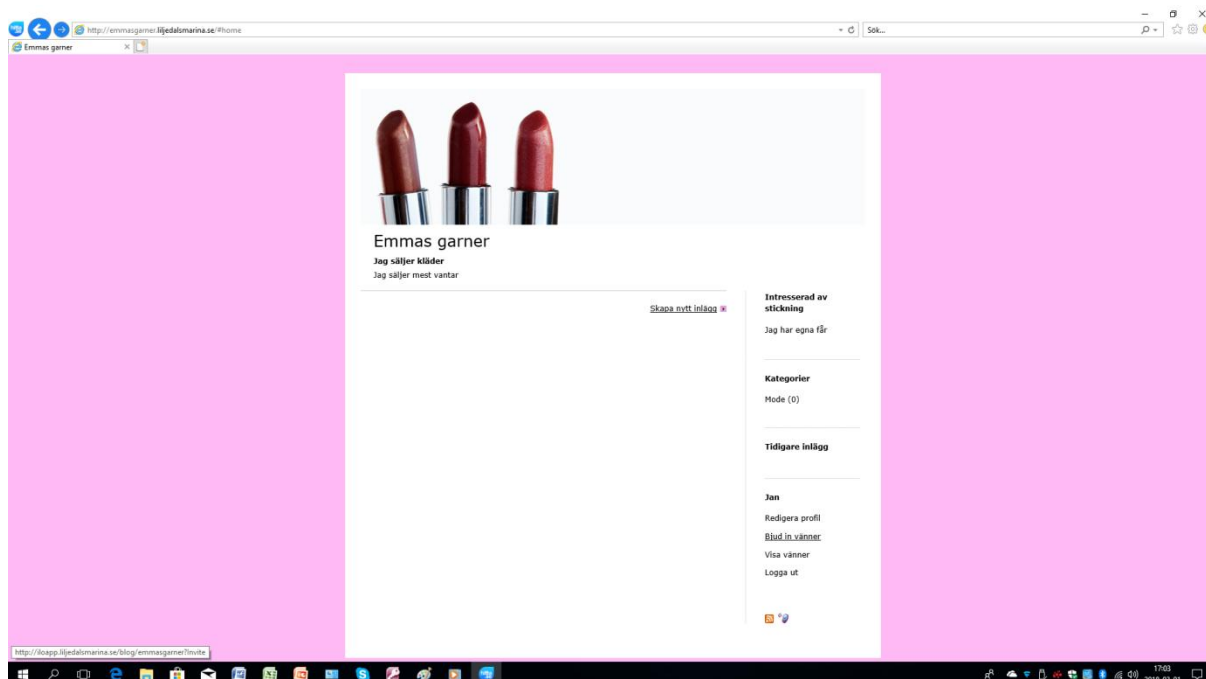 http://emmasgarner.liljedalsmarina.se/#home
Sök...
Emmas garner
Emmas garner
Jag säljer kläder
Jag säljer mest vantar
Skapa nytt inlägg
Intresserad av
stickning
Jag har egna får
Kategorier
Mode (0)
Tidigare inlägg
Jan
Redigera profil
Bjud in vänner
Visa vänner
Logga ut
http://iloapp.liljedalsmarina.se/blog/emmasgarner?invite
17:03